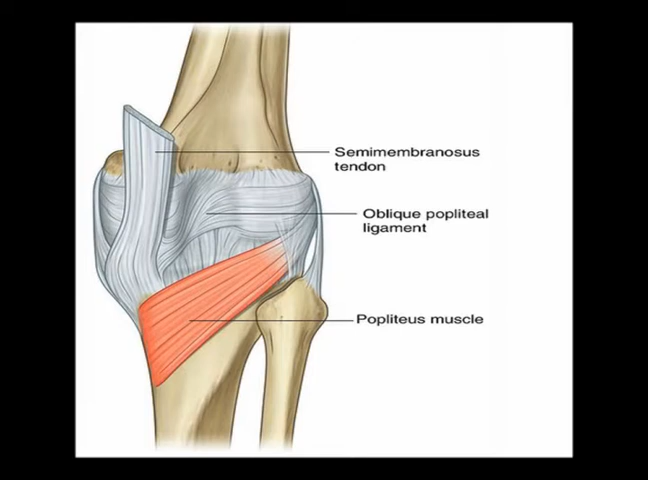 Semimembranosus
tendon
Oblique popliteal
ligament
Popliteus muscle